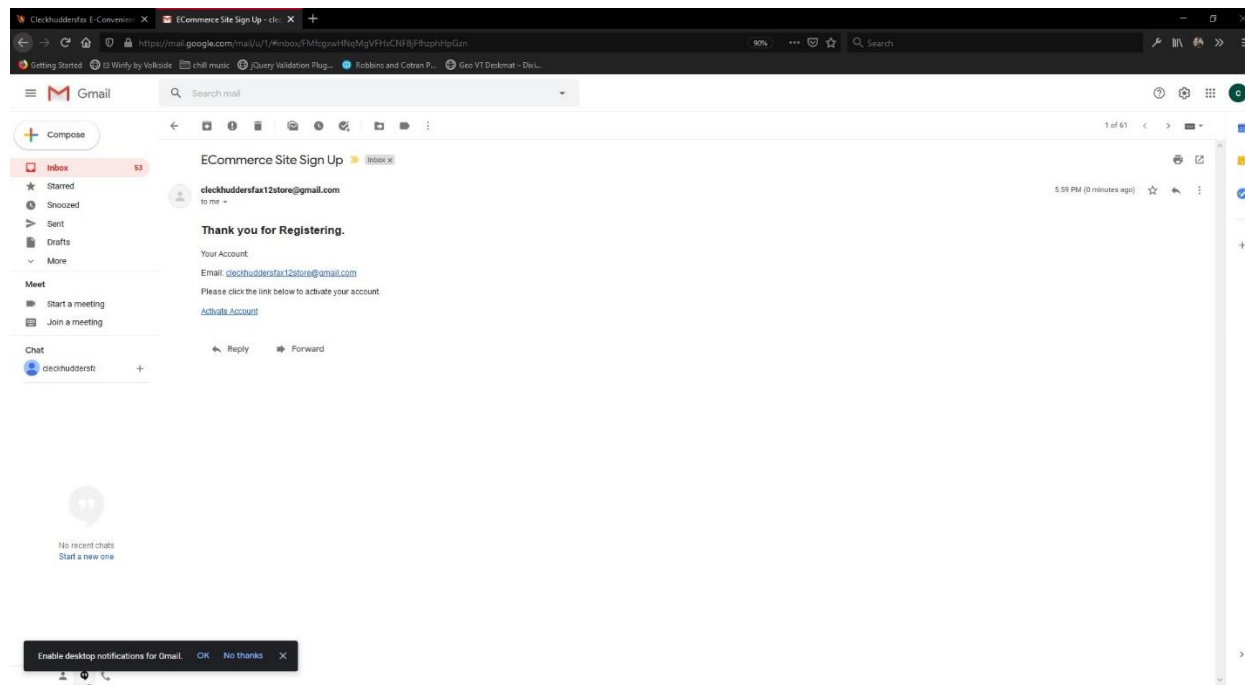 Cleckhuddersfax E-Convenien
ECommerce Site Sign Up - clec
https://mail.google.com/mail/u/1/#inbox/
90%
Search
Getting Started
Wirify by Volkside
chill music
jQuery Validation Plug...
Robbins and Cotran P...
Geo VT Deskmat – Dixi...
Gmail
Search mail
Compose
1 of 61
Inbox 53
Starred
Snoozed
Sent
Drafts
More
Meet
Start a meeting
Join a meeting
Chat
cleckhuddersfa
No recent chats
Start a new one
ECommerce Site Sign Up Inbox x
cleckhuddersfax12store@gmail.com
5:59 PM (0 minutes ago)
to me
Thank you for Registering.
Your Account:
Email: cleckhuddersfax12store@gmail.com
Please click the link below to activate your account.
Activate Account
Reply Forward
Enable desktop notifications for Gmail. OK No thanks X